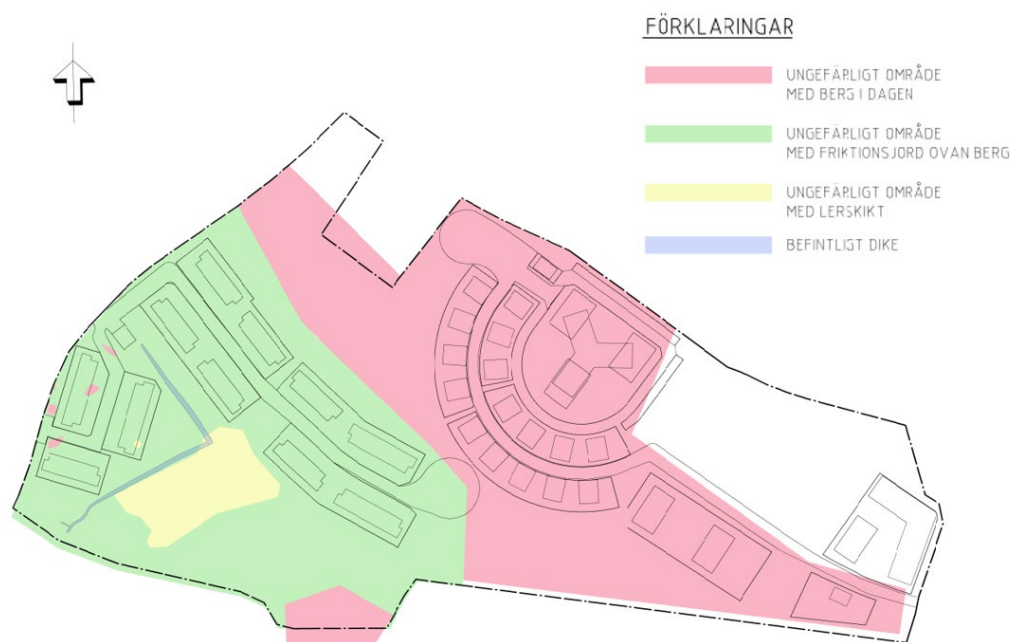 FÖRKLARINGAR
UNGEFÄRLIGT OMRÅDE
MED BERG I DAGEN
UNGEFÄRLIGT OMRÅDE
MED FRIKTIONSJORD OVAN BERG
UNGEFÄRLIGT OMRÅDE
MED LERSKIKT
BEFINTLIGT DIKE